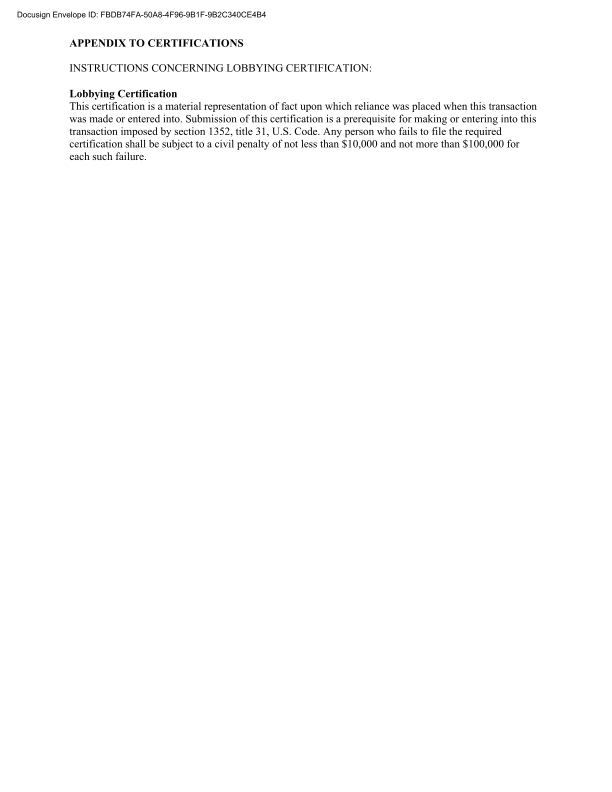 Docusign Envelope ID: FBDB74FA-50A8-4F96-9B1F-9B2C340CE4B4
APPENDIX TO CERTIFICATIONS
INSTRUCTIONS CONCERNING LOBBYING CERTIFICATION:
Lobbying Certification
This certification is a material representation of fact upon which reliance was placed when this transaction
was made or entered into. Submission of this certification is a prerequisite for making or entering into this
transaction imposed by section 1352, title 31, U.S. Code. Any person who fails to file the required
certification shall be subject to a civil penalty of not less than $10,000 and not more than $100,000 for
each such failure.